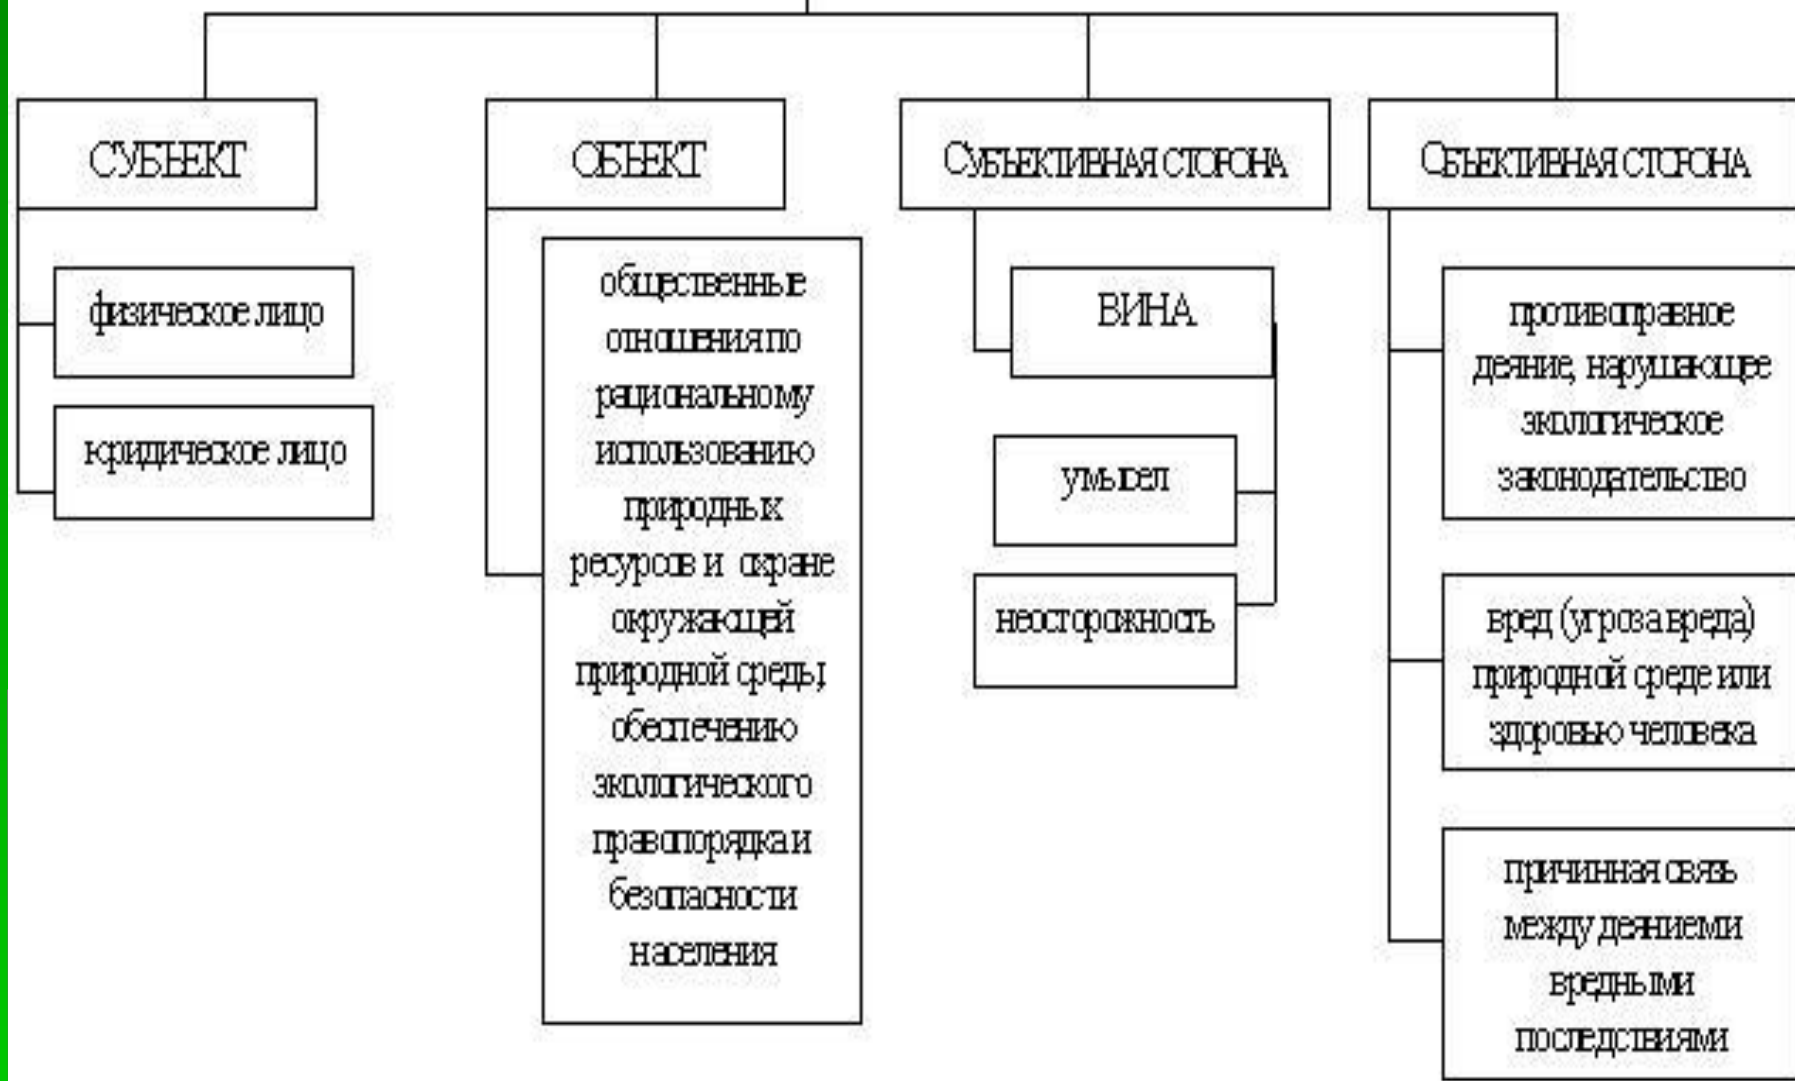 СУБЪЕКТ
физическое лицо
юридическое лицо
ОБЪЕКТ
общественные
отношения по
рациональному
использованию
природных
ресурсов и охране
окружающей
природной среды,
обеспечению
экологического
правопорядка и
безопасности
населения
СУБЪЕКТИВНАЯ СТОРОНА
ВИНА
умысел
неосторожность
ОБЪЕКТИВНАЯ СТОРОНА
противоправное
деяние, нарушающее
экологическое
законодательство
вред (угроза вреда)
природной среде или
здоровью человека
причинная связь
между деянием и
вредными
последствиями